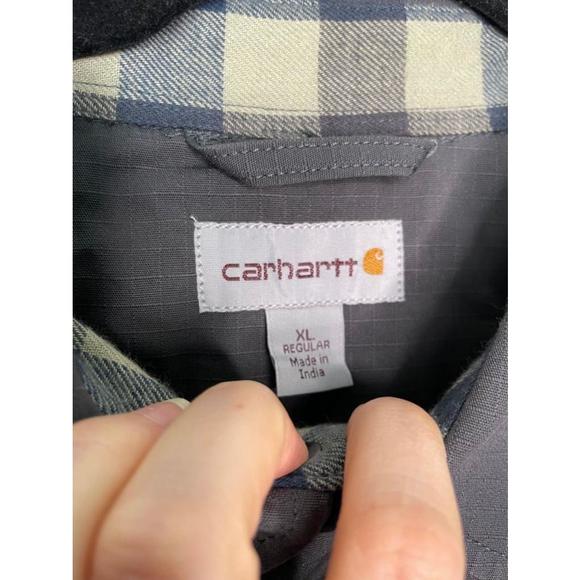 carhartt
XL
REGULAR
Made in
India